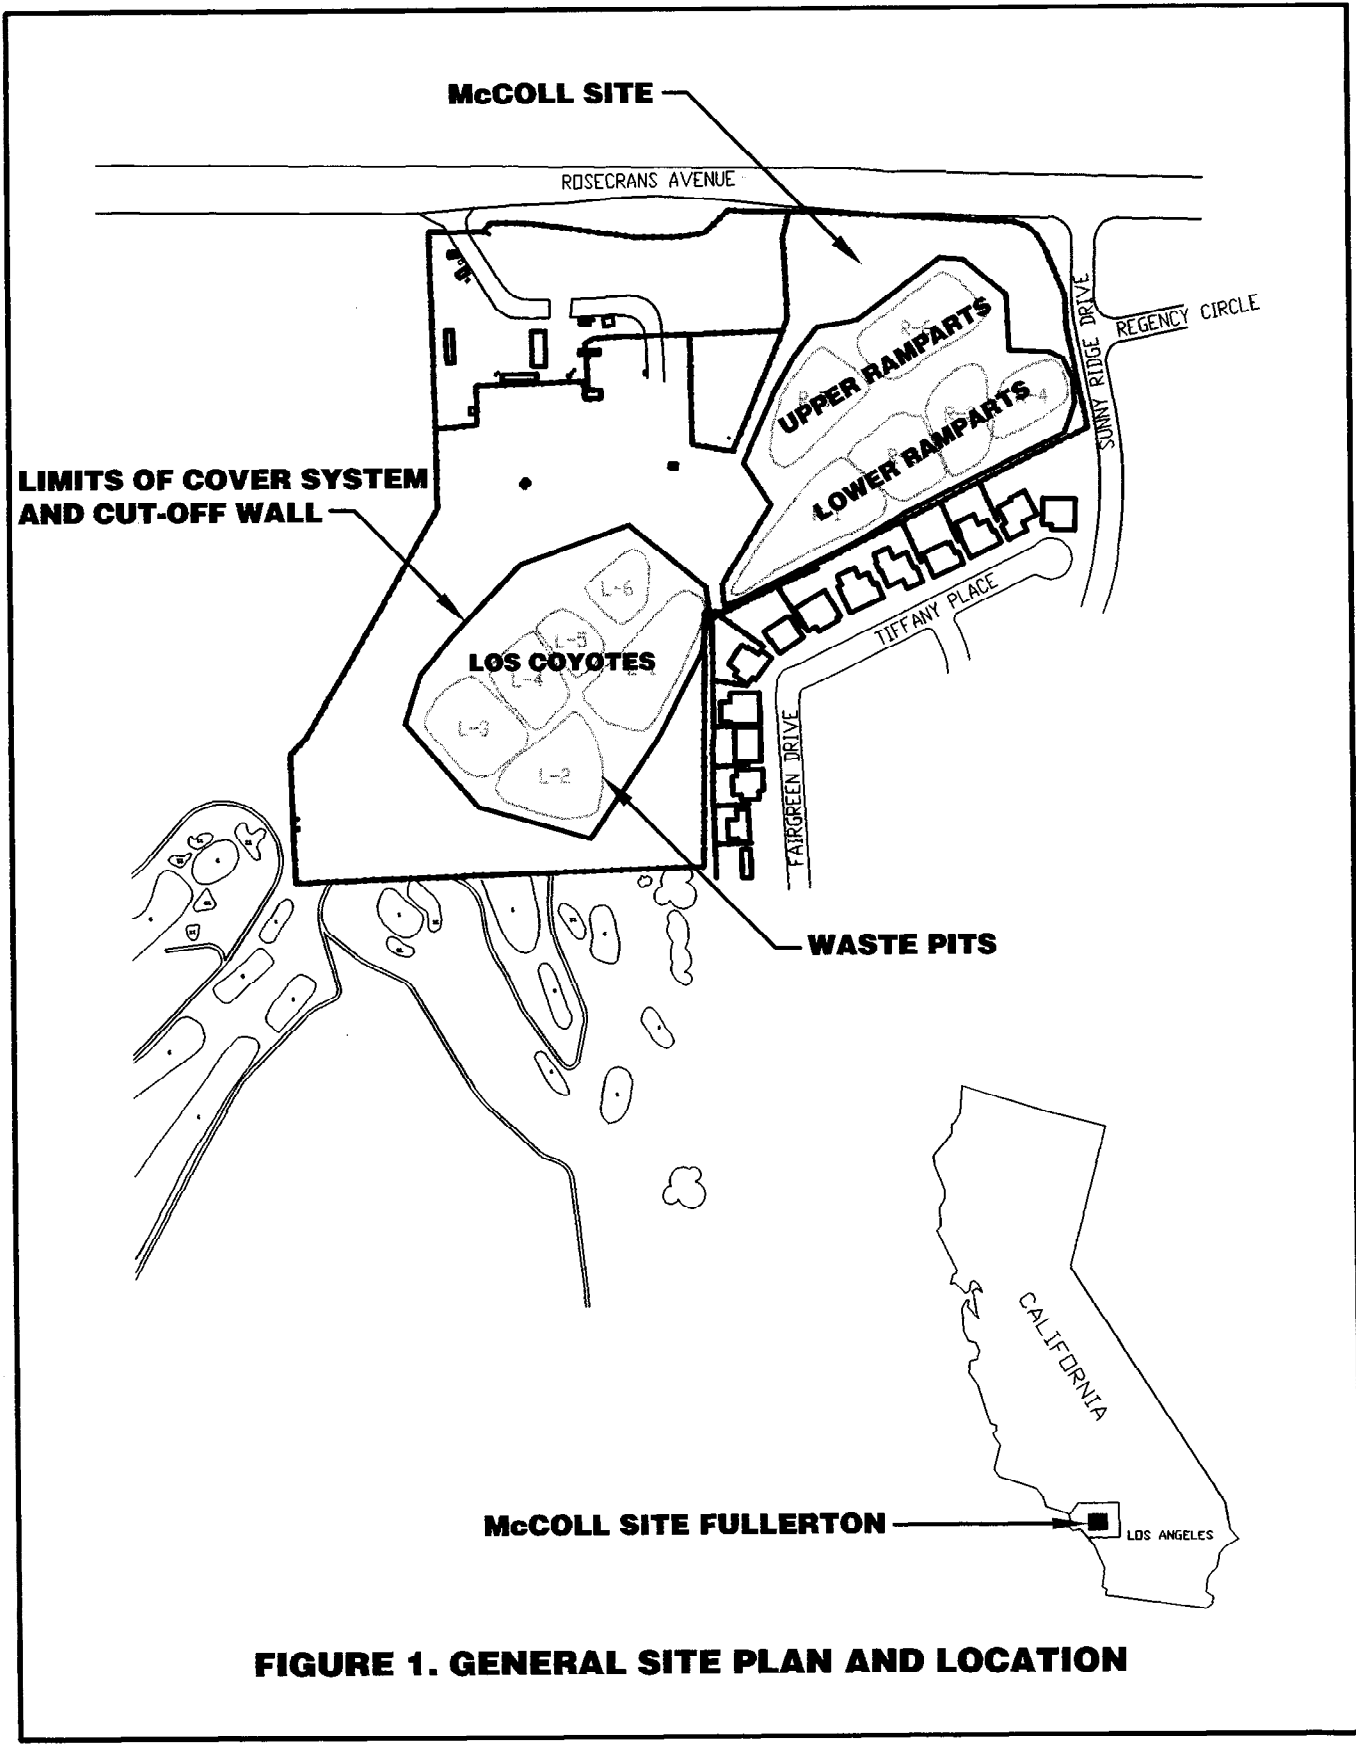 McCOLL SITE
ROSECRANS AVENUE
SUNNY RIDGE DRIVE
REGENCY CIRCLE
R-6
UPPER RAMPARTS
LOWER RAMPARTS
LIMITS OF COVER SYSTEM
AND CUT-OFF WALL
TIFFANY PLACE
L-6
L-5
LOS COYOTES
L-4
L-3
L-2
FAIRGREEN DRIVE
WASTE PITS
CALIFORNIA
McCOLL SITE FULLERTON
LOS ANGELES
FIGURE 1. GENERAL SITE PLAN AND LOCATION